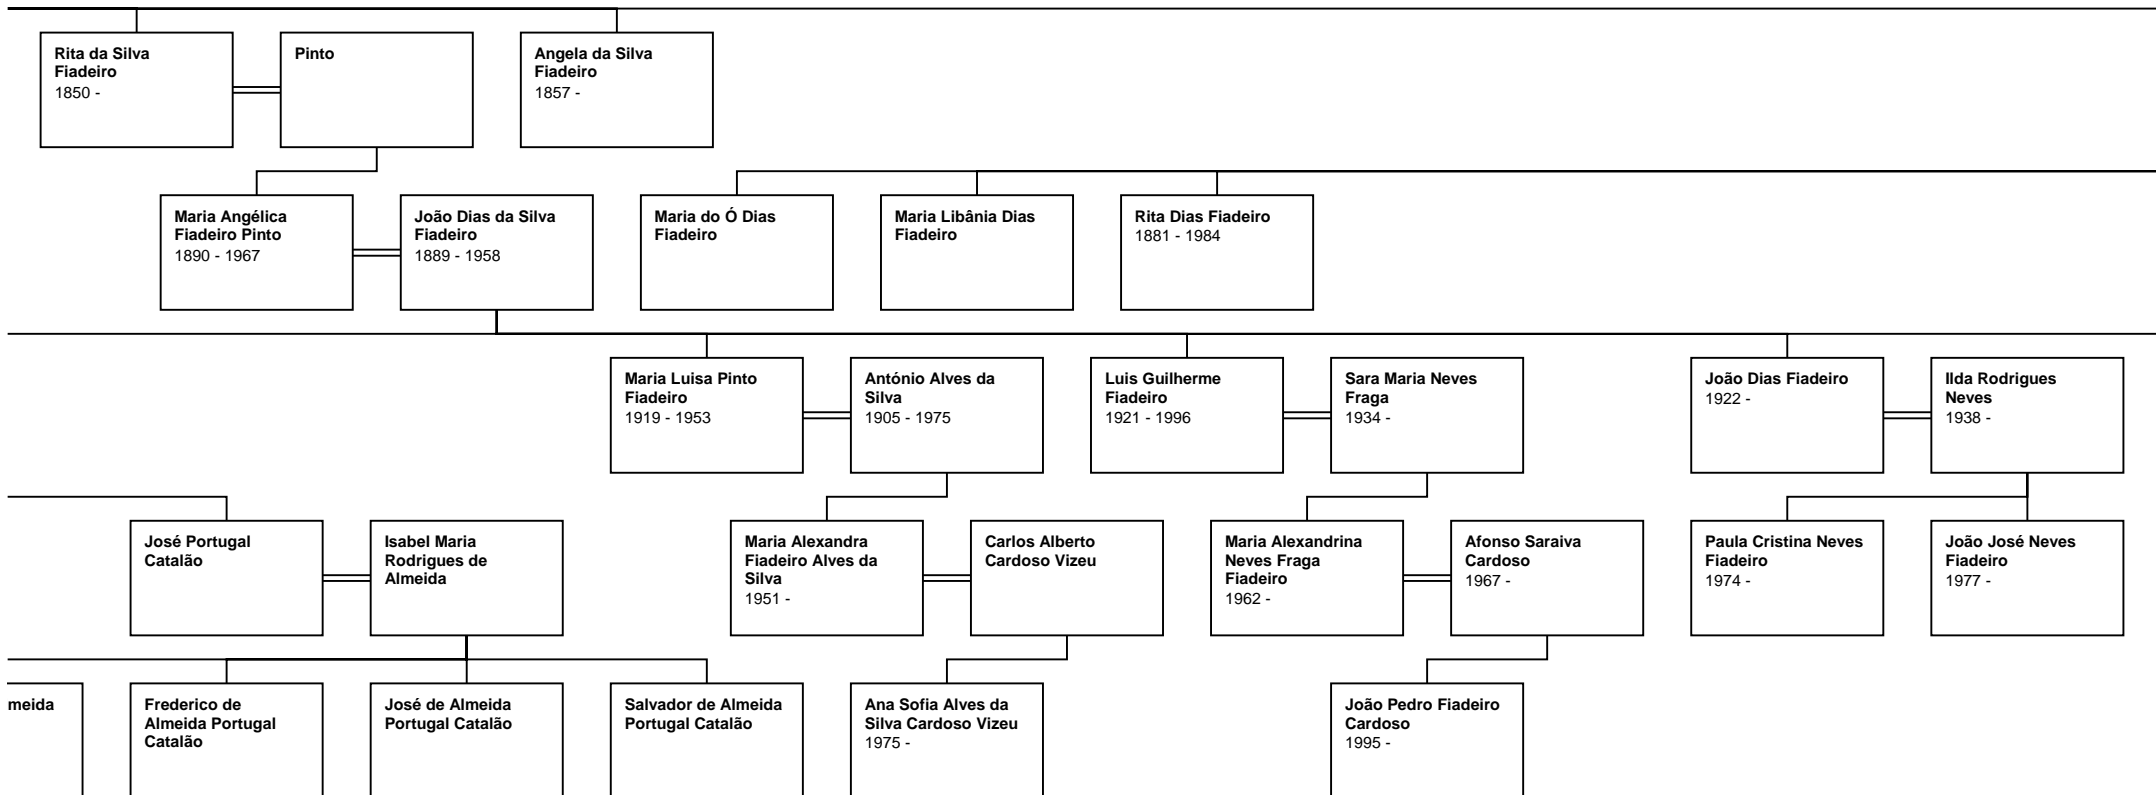 Rita da Silva
Fiadeiro
1850 -
Pinto
Angela da Silva
Fiadeiro
1857 -
Maria Angélica
Fiadeiro Pinto
1890 - 1967
João Dias da Silva
Fiadeiro
1889 - 1958
Maria do Ó Dias
Fiadeiro
Maria Libânia Dias
Fiadeiro
Rita Dias Fiadeiro
1881 - 1984
Maria Luisa Pinto
Fiadeiro
1919 - 1953
António Alves da
Silva
1905 - 1975
Luis Guilherme
Fiadeiro
1921 - 1996
Sara Maria Neves
Fraga
1934 -
João Dias Fiadeiro
1922 -
Ilda Rodrigues
Neves
1938 -
José Portugal
Catalão
Isabel Maria
Rodrigues de
Almeida
Maria Alexandra
Fiadeiro Alves da
Silva
1951 -
Carlos Alberto
Cardoso Vizeu
Maria Alexandrina
Neves Fraga
Fiadeiro
1962 -
Afonso Saraiva
Cardoso
1967 -
Paula Cristina Neves
Fiadeiro
1974 -
João José Neves
Fiadeiro
1977 -
meida
Frederico de
Almeida Portugal
Catalão
José de Almeida
Portugal Catalão
Salvador de Almeida
Portugal Catalão
Ana Sofia Alves da
Silva Cardoso Vizeu
1975 -
João Pedro Fiadeiro
Cardoso
1995 -